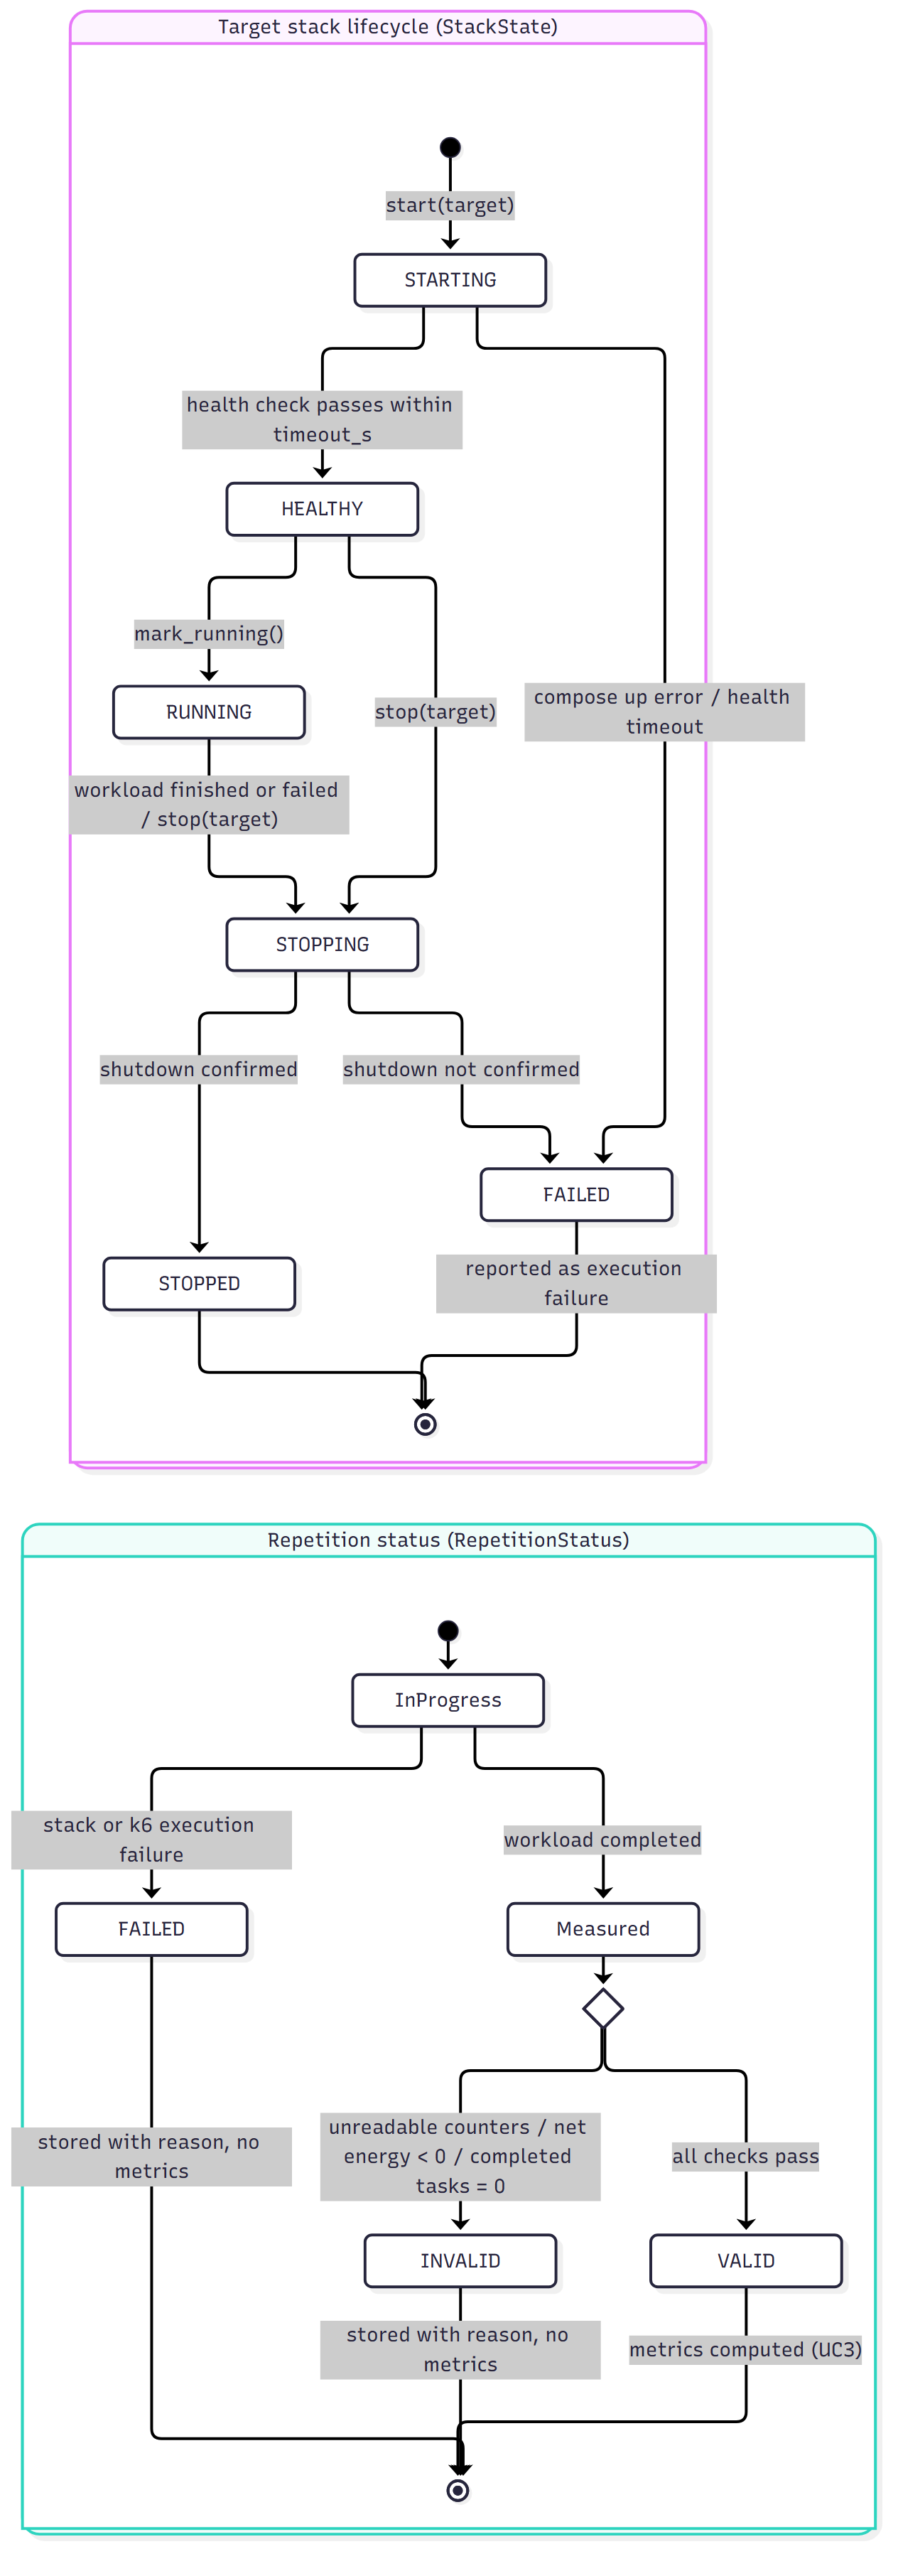 Target stack lifecycle (StackState)
start(target)
STARTING
health check passes within
timeout_s
HEALTHY
mark_running()
compose up error / health
timeout
RUNNING
stop(target)
workload finished or failed
/ stop(target)
STOPPING
shutdown confirmed
shutdown not confirmed
FAILED
STOPPED
reported as execution
failure
Repetition status (RepetitionStatus)
InProgress
stack or k6 execution
failure
workload completed
FAILED
Measured
stored with reason, no
metrics
unreadable counters / net
energy < 0 / completed
tasks = 0
all checks pass
INVALID
VALID
stored with reason, no
metrics
metrics computed (UC3)